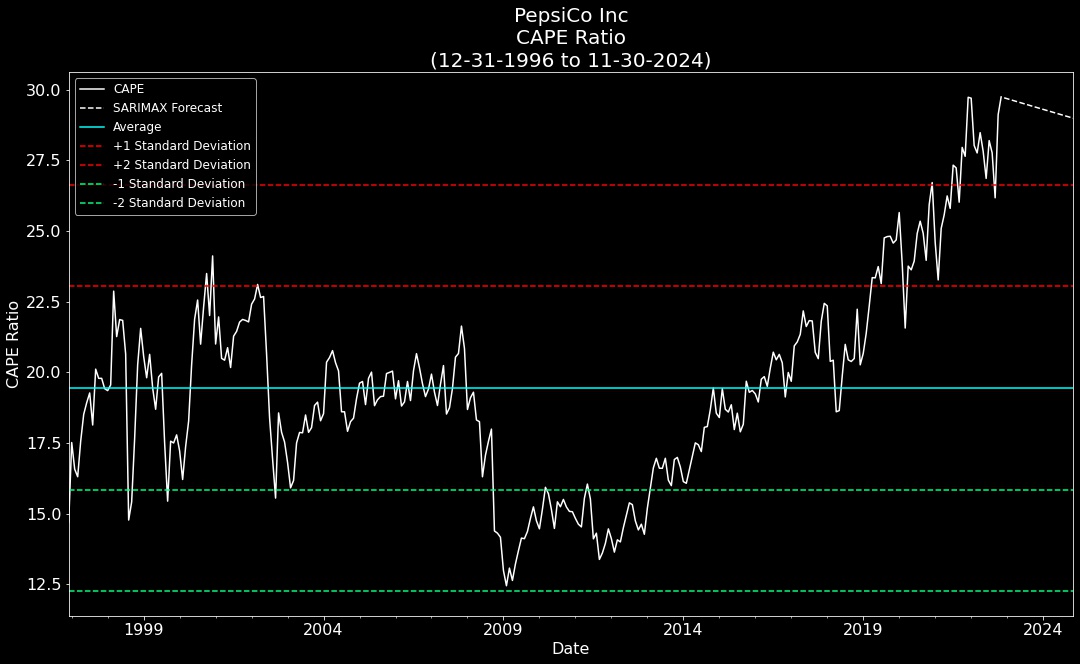 PepsiCo Inc
CAPE Ratio
(12-31-1996 to 11-30-2024)
CAPE
SARIMAX Forecast
Average
+1 Standard Deviation
+2 Standard Deviation
-1 Standard Deviation
-2 Standard Deviation
30.0
27.5
25.0
22.5
20.0
17.5
15.0
12.5
CAPE Ratio
1999 2004 2009 2014 2019 2024
Date